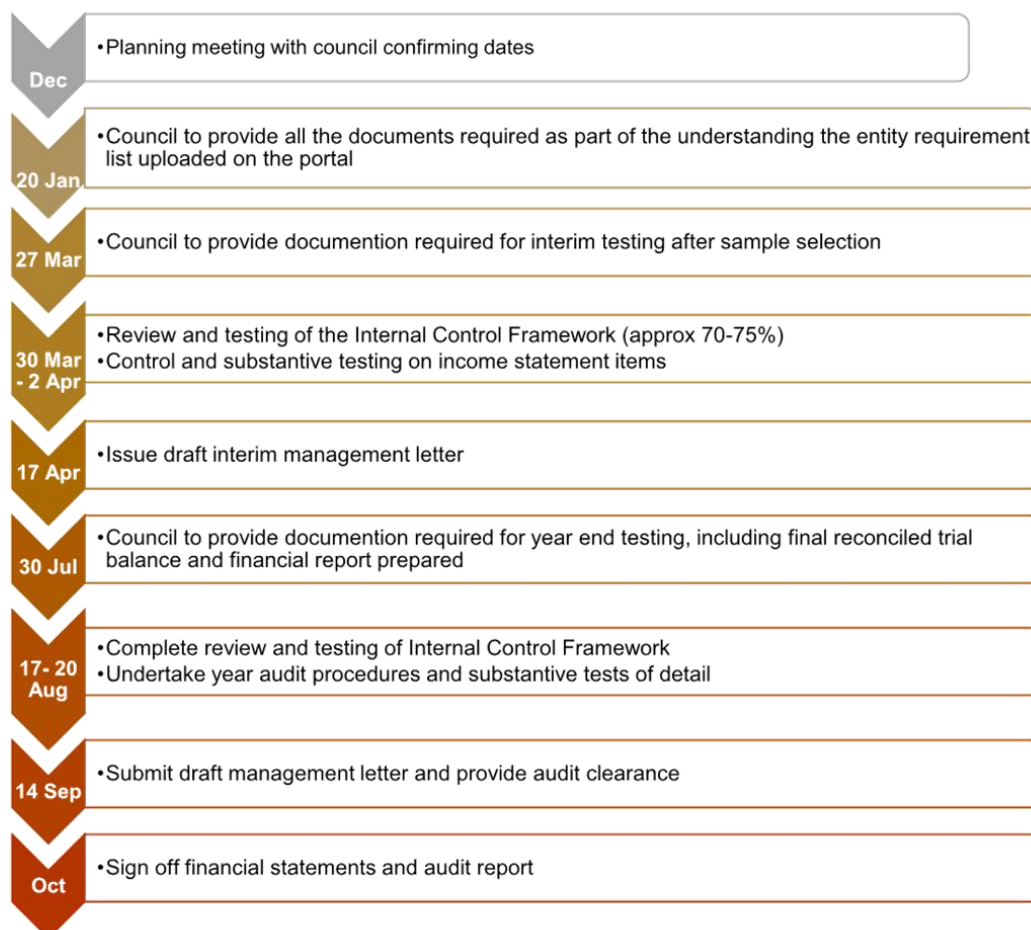 •Planning meeting with council confirming dates
Dec
•Council to provide all the documents required as part of the understanding the entity requirement
list uploaded on the portal
20 Jan
•Council to provide documention required for interim testing after sample selection
27 Mar
•Review and testing of the Internal Control Framework (approx 70-75%)
•Control and substantive testing on income statement items
30 Mar
- 2 Apr
•Issue draft interim management letter
17 Apr
•Council to provide documention required for year end testing, including final reconciled trial
balance and financial report prepared
30 Jul
•Complete review and testing of Internal Control Framework
•Undertake year audit procedures and substantive tests of detail
17- 20
Aug
•Submit draft management letter and provide audit clearance
14 Sep
•Sign off financial statements and audit report
Oct